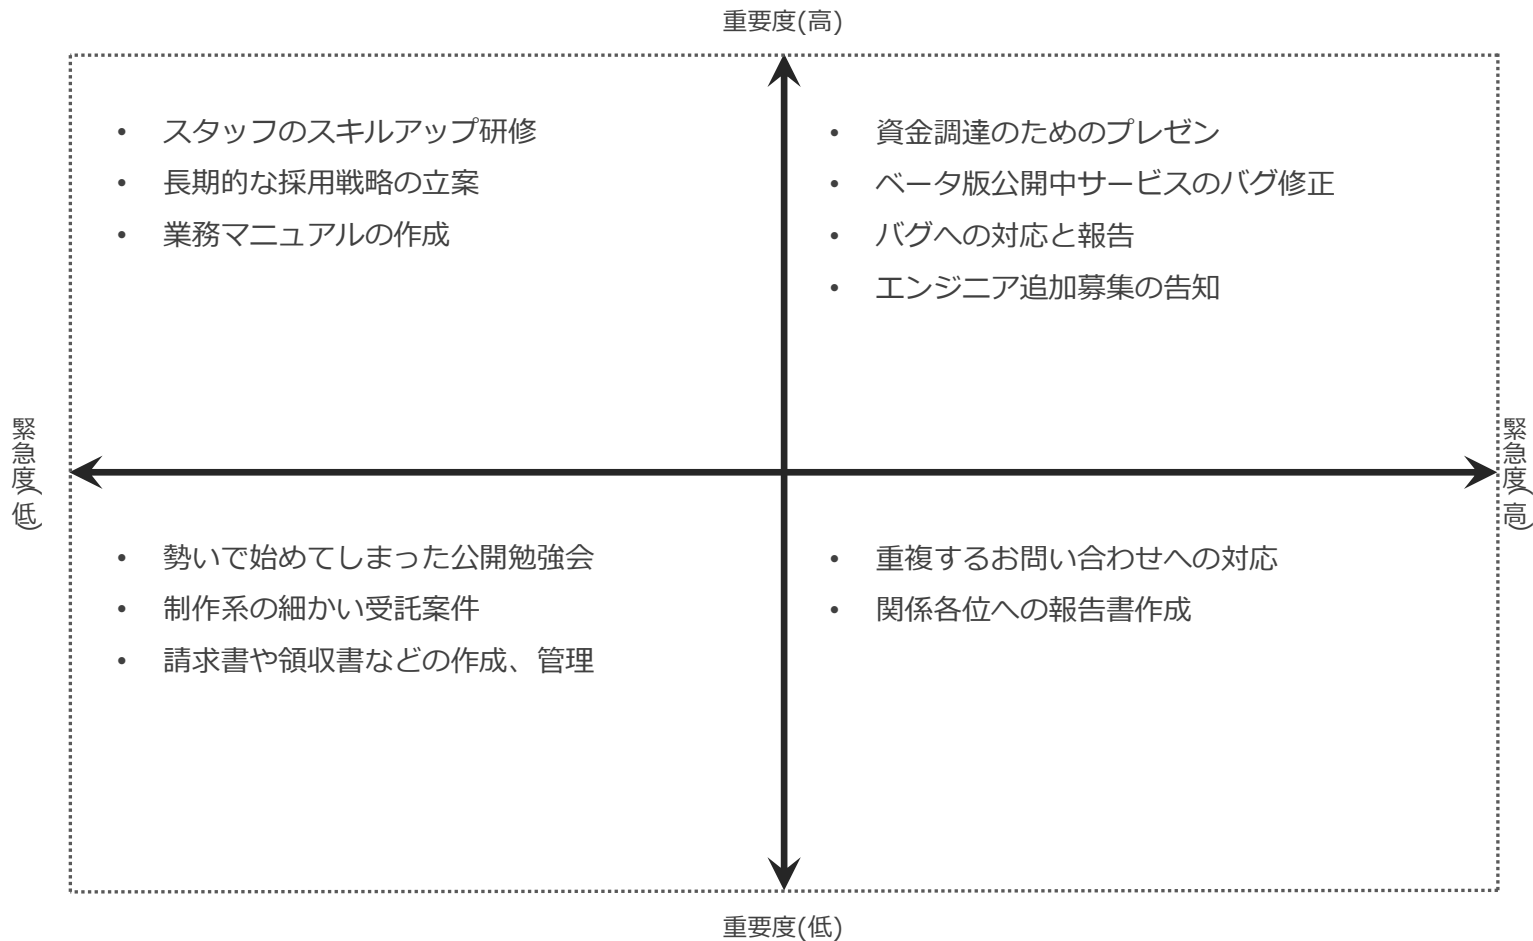 重要度(高)
• スタッフのスキルアップ研修
• 長期的な採用戦略の立案
• 業務マニュアルの作成
• 資金調達のためのプレゼン
• ベータ版公開中サービスのバグ修正
• バグへの対応と報告
• エンジニア追加募集の告知
緊急度(低)
緊急度(高)
• 勢いで始めてしまった公開勉強会
• 制作系の細かい受託案件
• 請求書や領収書などの作成、管理
• 重複するお問い合わせへの対応
• 関係各位への報告書作成
重要度(低)